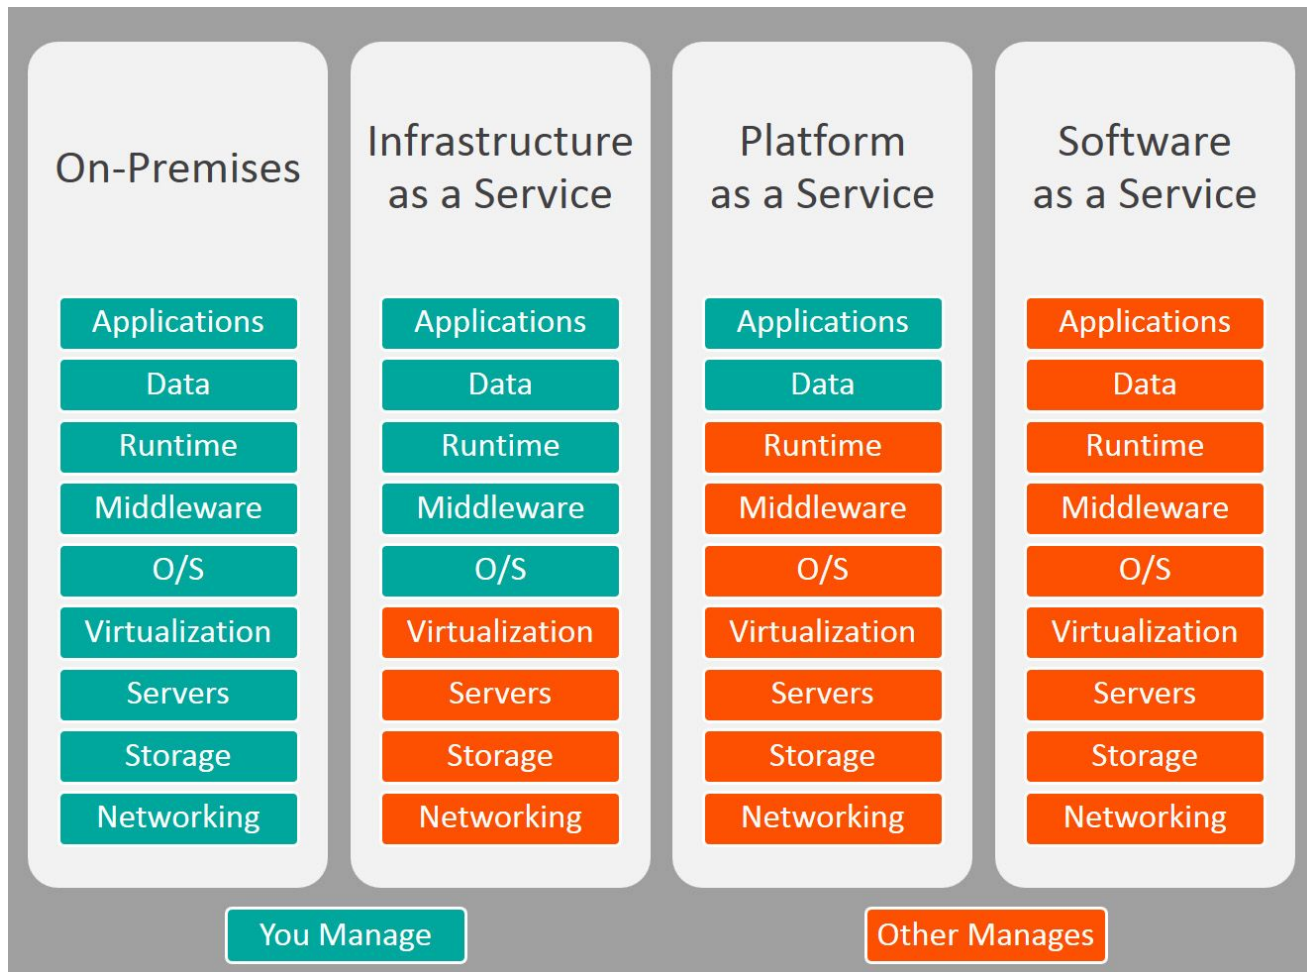 On-Premises
Applications
Data
Runtime
Middleware
O/S
Virtualization
Servers
Storage
Networking
Infrastructure
as a Service
Applications
Data
Runtime
Middleware
O/S
Virtualization
Servers
Storage
Networking
Platform
as a Service
Applications
Data
Runtime
Middleware
O/S
Virtualization
Servers
Storage
Networking
Software
as a Service
Applications
Data
Runtime
Middleware
O/S
Virtualization
Servers
Storage
Networking
You Manage
Other Manages